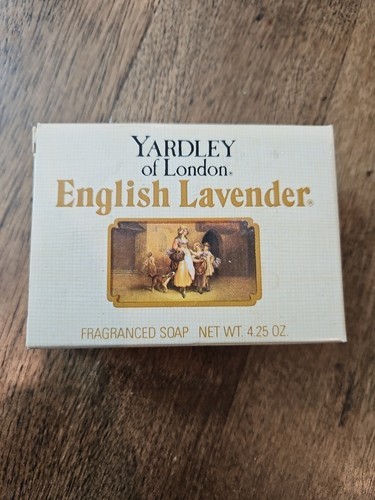 YARDLEY
of London®
English Lavender®
FRAGRANCED SOAP NET WT. 4.25 OZ.